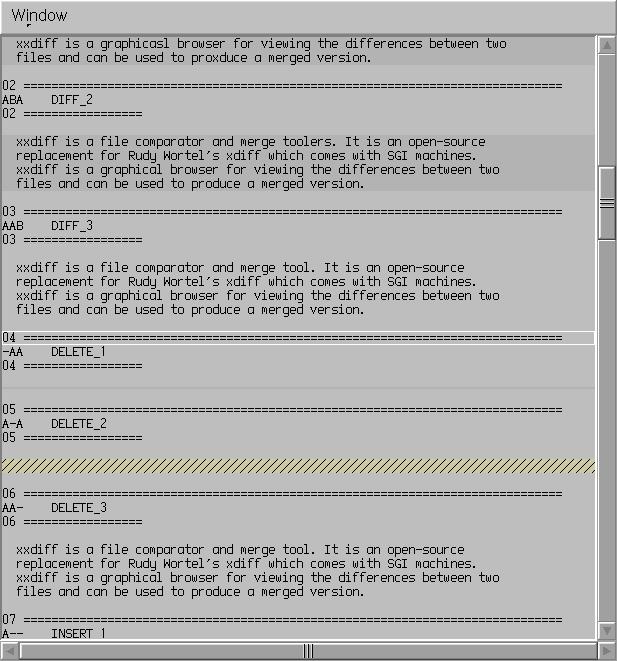 Window
xxdiff is a graphicasl browser for viewing the differences between two
files and can be used to proxduce a merged version.
02 =============================================================================
ABA    DIFF_2
02 =================
xxdiff is a file comparator and merge toolers. It is an open-source
replacement for Rudy Wortel's xdiff which comes with SGI machines.
xxdiff is a graphical browser for viewing the differences between two
files and can be used to produce a merged version.
03 =============================================================================
AAB    DIFF_3
03 =================
xxdiff is a file comparator and merge tool. It is an open-source
replacement for Rudy Wortel's xdiff which comes with SGI machines.
xxdiff is a graphical browser for viewing the differences between two
files and can be used to produce a merged version.
04 =============================================================================
-AA    DELETE_1
04 =================
05 =============================================================================
A-A    DELETE_2
05 =================
06 =============================================================================
AA-    DELETE_3
06 =================
xxdiff is a file comparator and merge tool. It is an open-source
replacement for Rudy Wortel's xdiff which comes with SGI machines.
xxdiff is a graphical browser for viewing the differences between two
files and can be used to produce a merged version.
07 =============================================================================
A--    INSERT_1